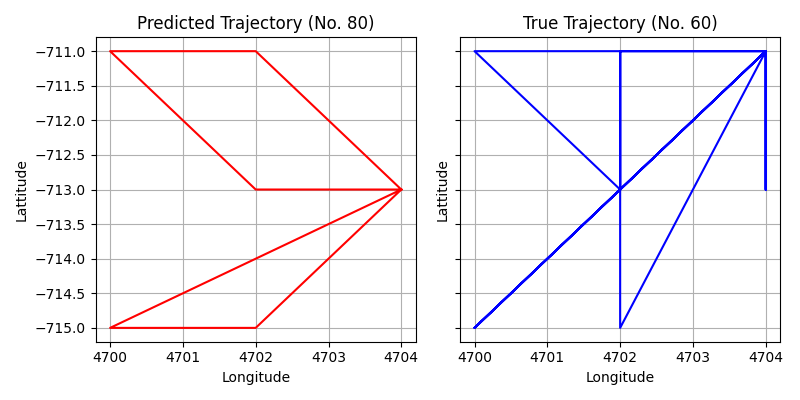 Predicted Trajectory (No. 80)
True Trajectory (No. 60)
−711.0
−711.5
−712.0
−712.5
−713.0
−713.5
−714.0
−714.5
−715.0
Lattitude
Lattitude
4700 4701 4702 4703 4704
4700 4701 4702 4703 4704
Longitude
Longitude